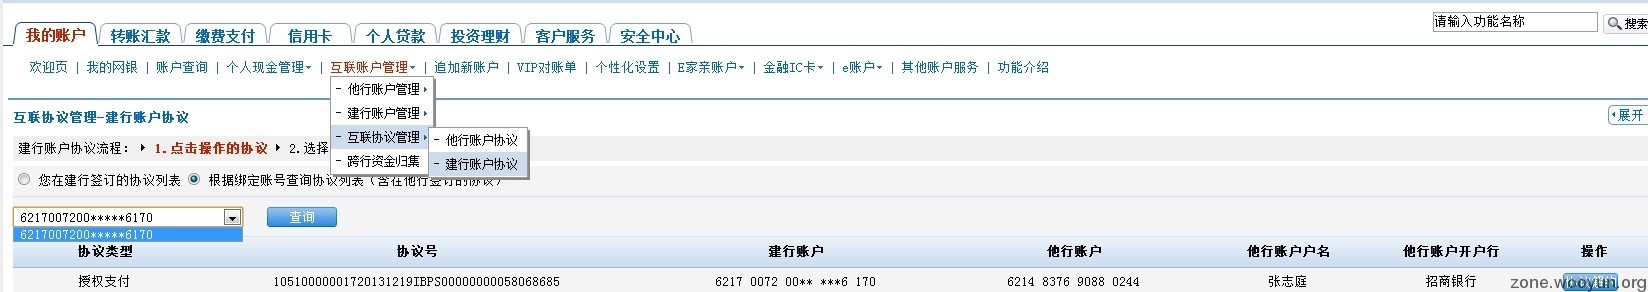 请输入功能名称 搜索
我的账户 转账汇款 缴费支付 信用卡 个人贷款 投资理财 客户服务 安全中心
欢迎页 | 我的网银 | 账户查询 | 个人现金管理 | 互联账户管理 | 追加新账户 | VIP对账单 | 个性化设置 | E家亲账户 | 金融IC卡 | e账户 | 其他账户服务 | 功能介绍
- 他行账户管理
- 建行账户管理
- 互联协议管理
- 跨行资金归集
- 他行账户协议
- 建行账户协议
互联协议管理-建行账户协议
展开
建行账户协议流程： 1.点击操作的协议 2.选择
您在建行签订的协议列表 根据绑定账号查询协议列表（含在他行签订的协议）
6217007200*****6170 查询
6217007200*****6170
协议类型 协议号 建行账户 他行账户 他行账户户名 他行账户开户行 操作
授权支付 105100000001720131219IBPS00000000058068685 6217 0072 00** ***6 170 6214 8376 9088 0244 张志庭 招商银行
zone.wooyun.org